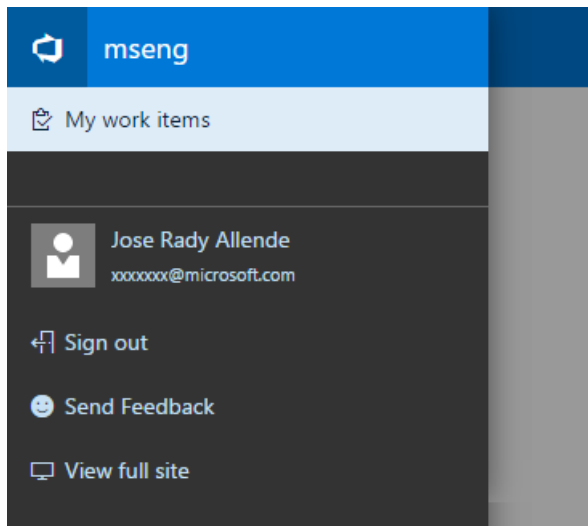 mseng
My work items
Jose Rady Allende
xxxxxxx@microsoft.com
Sign out
Send Feedback
View full site